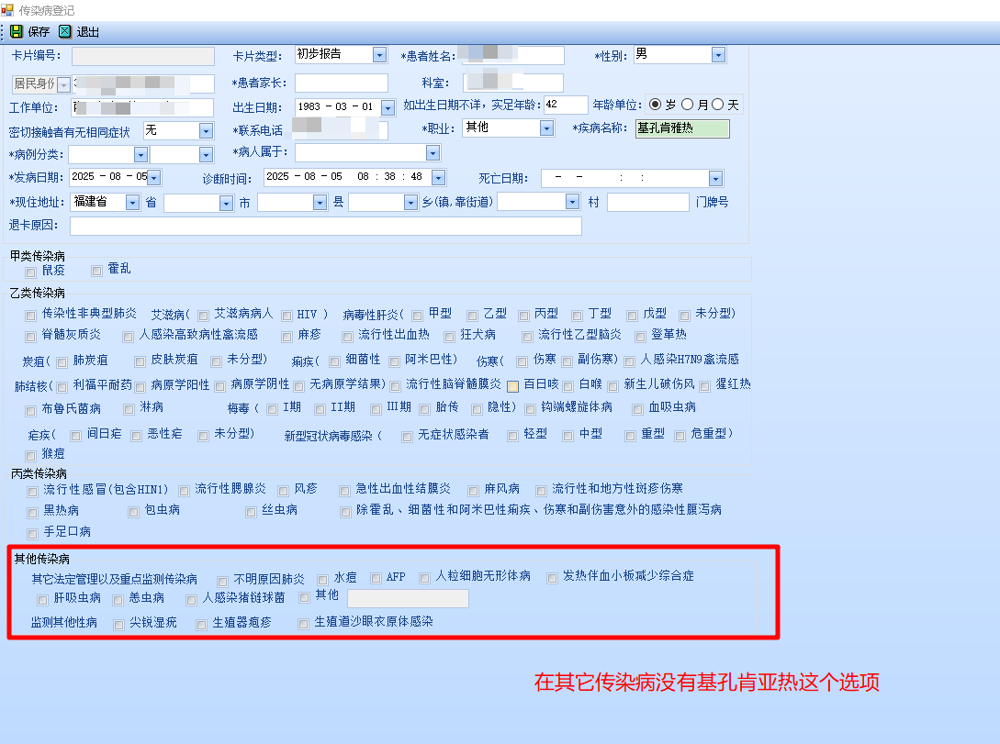 传染病登记
保存 退出
卡片编号: 卡片类型: 初步报告 *患者姓名: *性别: 男
居民身份 *患者家长: 科室:
工作单位: 出生日期: 1983 - 03 - 01 如出生日期不详,实足年龄: 42 年龄单位: 岁 月 天
密切接触者有无相同症状 无 *联系电话 *职业: 其他 *疾病名称: 基孔肯雅热
*病例分类: *病人属于:
*发病日期: 2025 - 08 - 05 诊断时间: 2025 - 08 - 05 08 : 38 : 48 死亡日期: - - : :
*现住地址: 福建省 省 市 县 乡(镇,靠街道) 村 门牌号
退卡原因:
甲类传染病
鼠疫 霍乱
乙类传染病
传染性非典型肺炎 艾滋病( 艾滋病病人 HIV ) 病毒性肝炎( 甲型 乙型 丙型 丁型 戊型 未分型)
脊髓灰质炎 人感染高致病性禽流感 麻疹 流行性出血热 狂犬病 流行性乙型脑炎 登革热
炭疽( 肺炭疽 皮肤炭疽 未分型) 痢疾( 细菌性 阿米巴性) 伤寒( 伤寒 副伤寒) 人感染H7N9禽流感
肺结核( 利福平耐药 病原学阳性 病原学阴性 无病原学结果) 流行性脑脊髓膜炎 百日咳 白喉 新生儿破伤风 猩红热
布鲁氏菌病 淋病 梅毒( I期 II期 III期 胎传 隐性) 钩端螺旋体病 血吸虫病
疟疾( 间日疟 恶性疟 未分型) 新型冠状病毒感染( 无症状感染者 轻型 中型 重型 危重型)
猴痘
丙类传染病
流行性感冒(包含HIN1) 流行性腮腺炎 风疹 急性出血性结膜炎 麻风病 流行性和地方性斑疹伤寒
黑热病 包虫病 丝虫病 除霍乱、细菌性和阿米巴性痢疾、伤寒和副伤害意外的感染性腹泻病
手足口病
其他传染病
其它法定管理以及重点监测传染病 不明原因肺炎 水痘 AFP 人粒细胞无形体病 发热伴血小板减少综合症
肝吸虫病 恙虫病 人感染猪链球菌 其他
监测其他性病 尖锐湿疣 生殖器疱疹 生殖道沙眼衣原体感染
在其它传染病没有基孔肯亚热这个选项